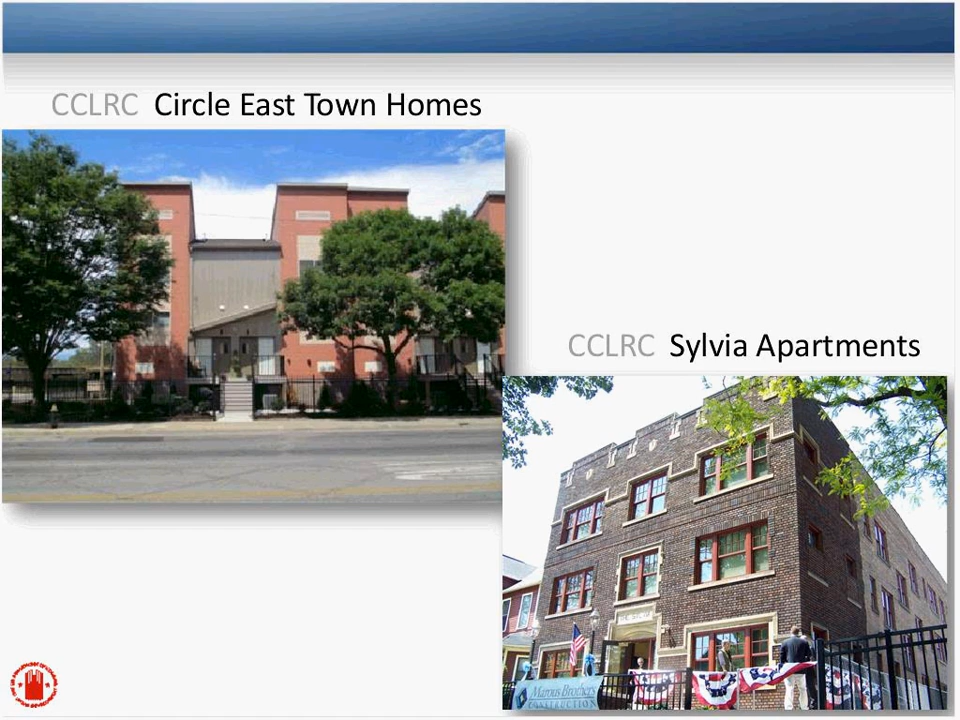 CCLRC Circle East Town Homes
CCLRC Sylvia Apartments
Marous Brothers
CONSTRUCTION